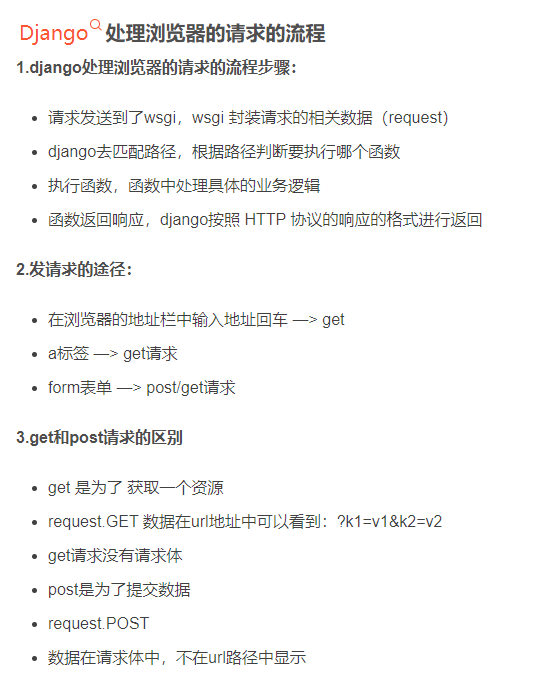 Django 处理浏览器的请求的流程
1.django处理浏览器的请求的流程步骤：
请求发送到了wsgi，wsgi 封装请求的相关数据（request）
django去匹配路径，根据路径判断要执行哪个函数
执行函数，函数中处理具体的业务逻辑
函数返回响应，django按照 HTTP 协议的响应的格式进行返回
2.发请求的途径：
在浏览器的地址栏中输入地址回车 —> get
a标签 —> get请求
form表单 —> post/get请求
3.get和post请求的区别
get 是为了 获取一个资源
request.GET 数据在url地址中可以看到：?k1=v1&k2=v2
get请求没有请求体
post是为了提交数据
request.POST
数据在请求体中，不在url路径中显示